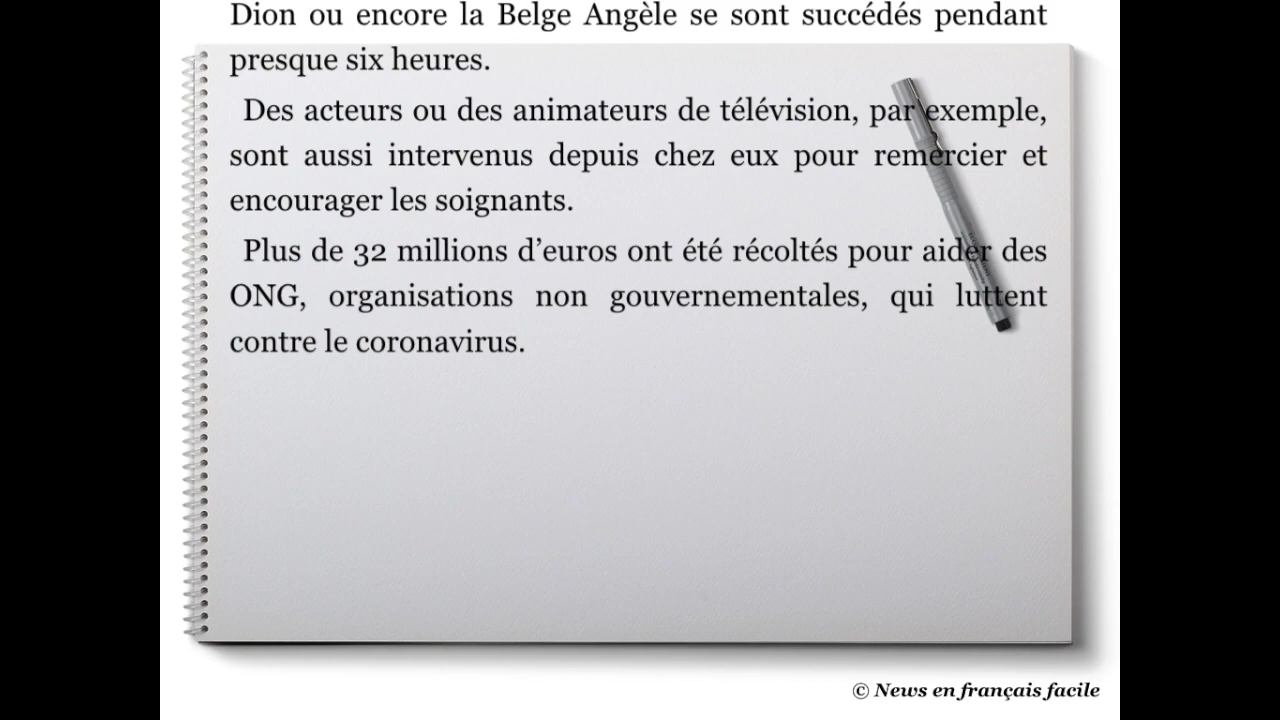 Dion ou encore la Belge Angèle se sont succédés pendant
presque six heures.
Des acteurs ou des animateurs de télévision, par exemple,
sont aussi intervenus depuis chez eux pour remercier et
encourager les soignants.
Plus de 32 millions d’euros ont été récoltés pour aider des
ONG, organisations non gouvernementales, qui luttent
contre le coronavirus.
© News en français facile